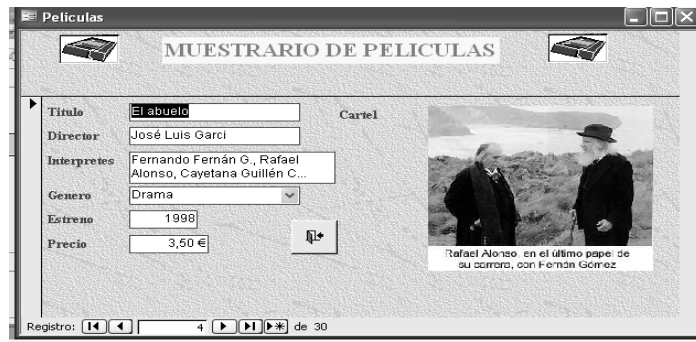 Peliculas
MUESTRARIO DE PELICULAS
Titulo
El abuelo
Cartel
Director
José Luis Garci
Interpretes
Fernando Fernán G., Rafael
Alonso, Cayetana Guillén C...
Genero
Drama
Estreno
1998
Precio
3,50 €
Rafael Alonso, en el último papel de
su carrera, con Fernán Gómez
Registro: 4 de 30